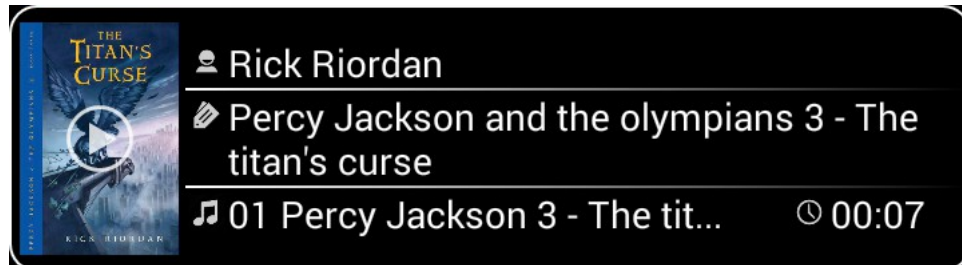 THE
TITAN'S
CURSE
RICK RIORDAN
Rick Riordan
Percy Jackson and the olympians 3 - The
titan's curse
01 Percy Jackson 3 - The tit...
00:07